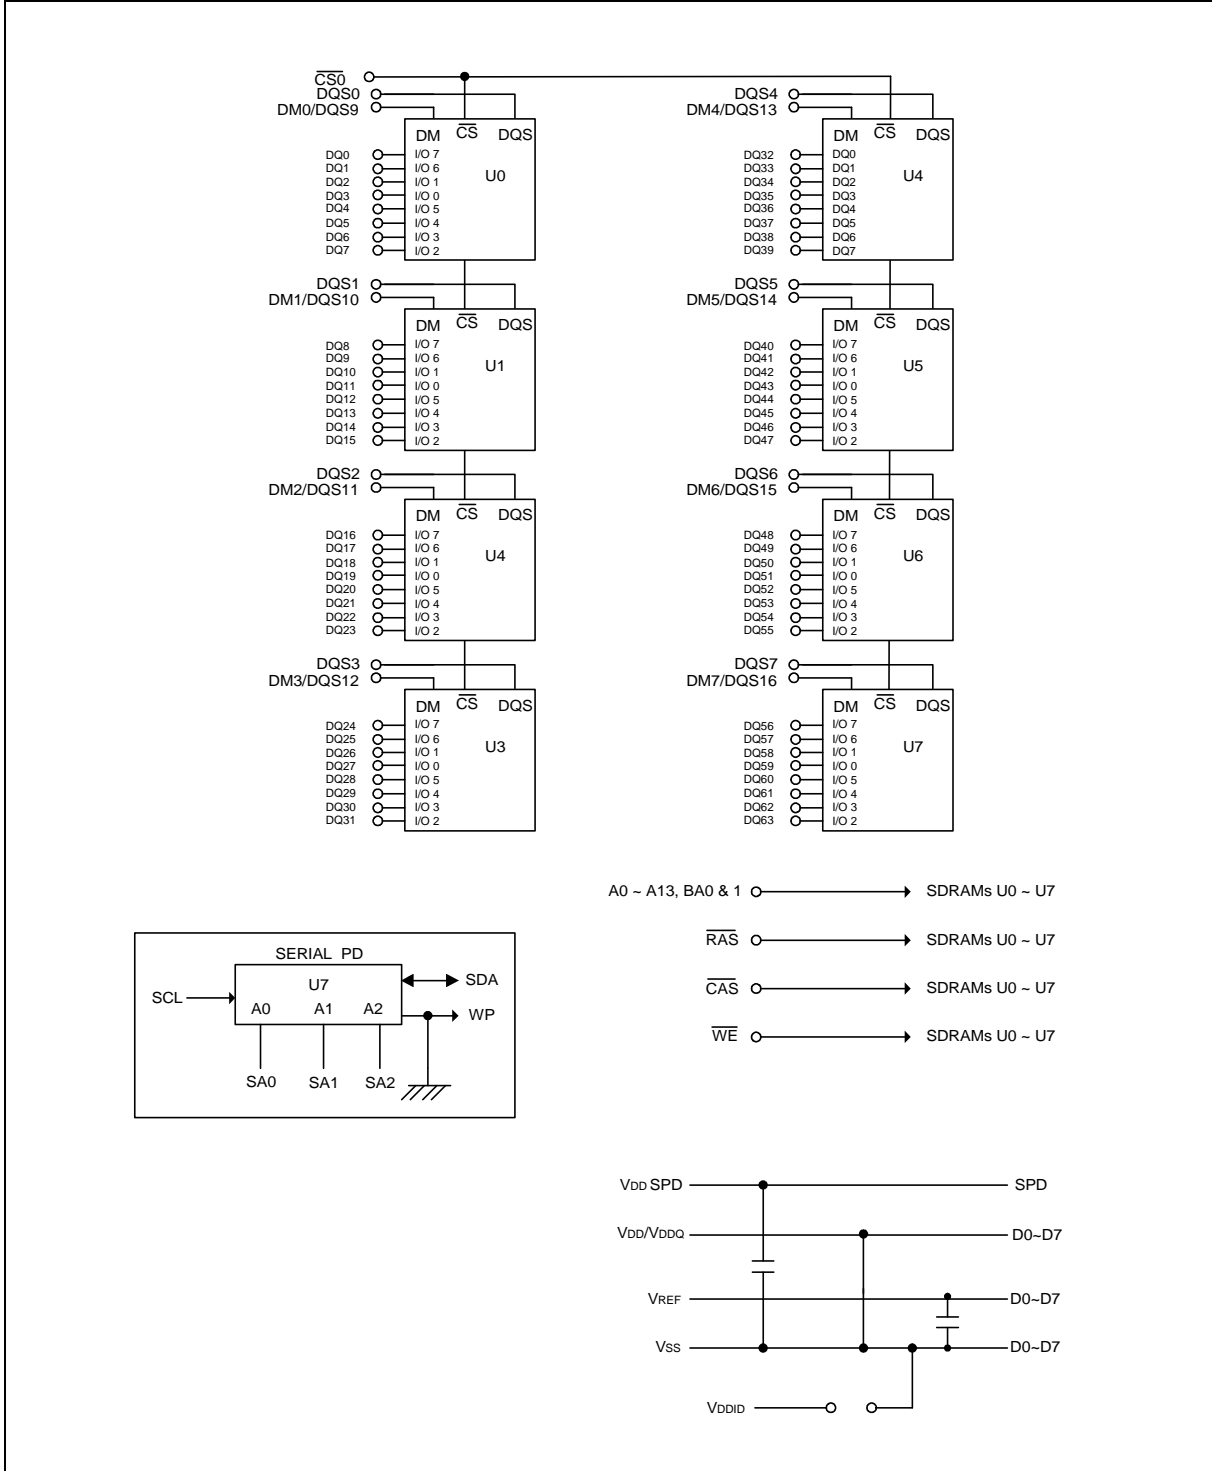 CS0
DQS0
DM0/DQS9
DM CS DQS
U0
DQ0 I/O 7
DQ1 I/O 6
DQ2 I/O 1
DQ3 I/O 0
DQ4 I/O 5
DQ5 I/O 4
DQ6 I/O 3
DQ7 I/O 2
DQS1
DM1/DQS10
DM CS DQS
U1
DQ8 I/O 7
DQ9 I/O 6
DQ10 I/O 1
DQ11 I/O 0
DQ12 I/O 5
DQ13 I/O 4
DQ14 I/O 3
DQ15 I/O 2
DQS2
DM2/DQS11
DM CS DQS
U4
DQ16 I/O 7
DQ17 I/O 6
DQ18 I/O 1
DQ19 I/O 0
DQ20 I/O 5
DQ21 I/O 4
DQ22 I/O 3
DQ23 I/O 2
DQS3
DM3/DQS12
DM CS DQS
U3
DQ24 I/O 7
DQ25 I/O 6
DQ26 I/O 1
DQ27 I/O 0
DQ28 I/O 5
DQ29 I/O 4
DQ30 I/O 3
DQ31 I/O 2
DQS4
DM4/DQS13
DM CS DQS
U4
DQ32 DQ0
DQ33 DQ1
DQ34 DQ2
DQ35 DQ3
DQ36 DQ4
DQ37 DQ5
DQ38 DQ6
DQ39 DQ7
DQS5
DM5/DQS14
DM CS DQS
U5
DQ40 I/O 7
DQ41 I/O 6
DQ42 I/O 1
DQ43 I/O 0
DQ44 I/O 5
DQ45 I/O 4
DQ46 I/O 3
DQ47 I/O 2
DQS6
DM6/DQS15
DM CS DQS
U6
DQ48 I/O 7
DQ49 I/O 6
DQ50 I/O 1
DQ51 I/O 0
DQ52 I/O 5
DQ53 I/O 4
DQ54 I/O 3
DQ55 I/O 2
DQS7
DM7/DQS16
DM CS DQS
U7
DQ56 I/O 7
DQ57 I/O 6
DQ58 I/O 1
DQ59 I/O 0
DQ60 I/O 5
DQ61 I/O 4
DQ62 I/O 3
DQ63 I/O 2
A0 ~ A13, BA0 & 1 SDRAMs U0 ~ U7
RAS SDRAMs U0 ~ U7
CAS SDRAMs U0 ~ U7
WE SDRAMs U0 ~ U7
SERIAL PD
U7
SCL SDA
A0 A1 A2
WP
SA0 SA1 SA2
VDD SPD SPD
VDD/VDDQ D0~D7
VREF D0~D7
VSS D0~D7
VDDID